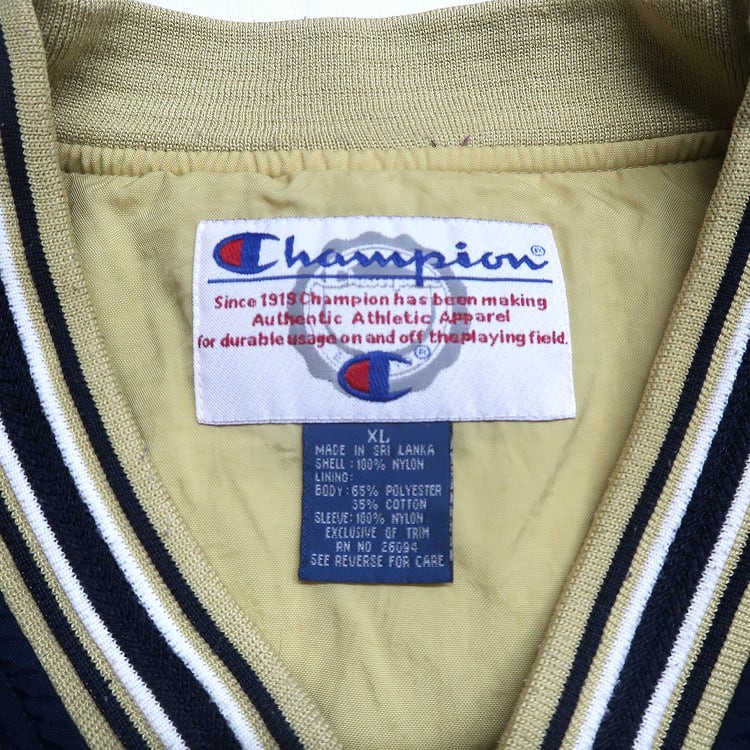 Champion®
Since 1919 Champion has been making
Authentic Athletic Apparel
for durable usage on and off the playing field.
®
XL
MADE IN SRI LANKA
SHELL: 100% NYLON
LINING:
BODY: 65% POLYESTER
35% COTTON
SLEEVE: 100% NYLON
EXCLUSIVE OF TRIM
RN NO 26094
SEE REVERSE FOR CARE